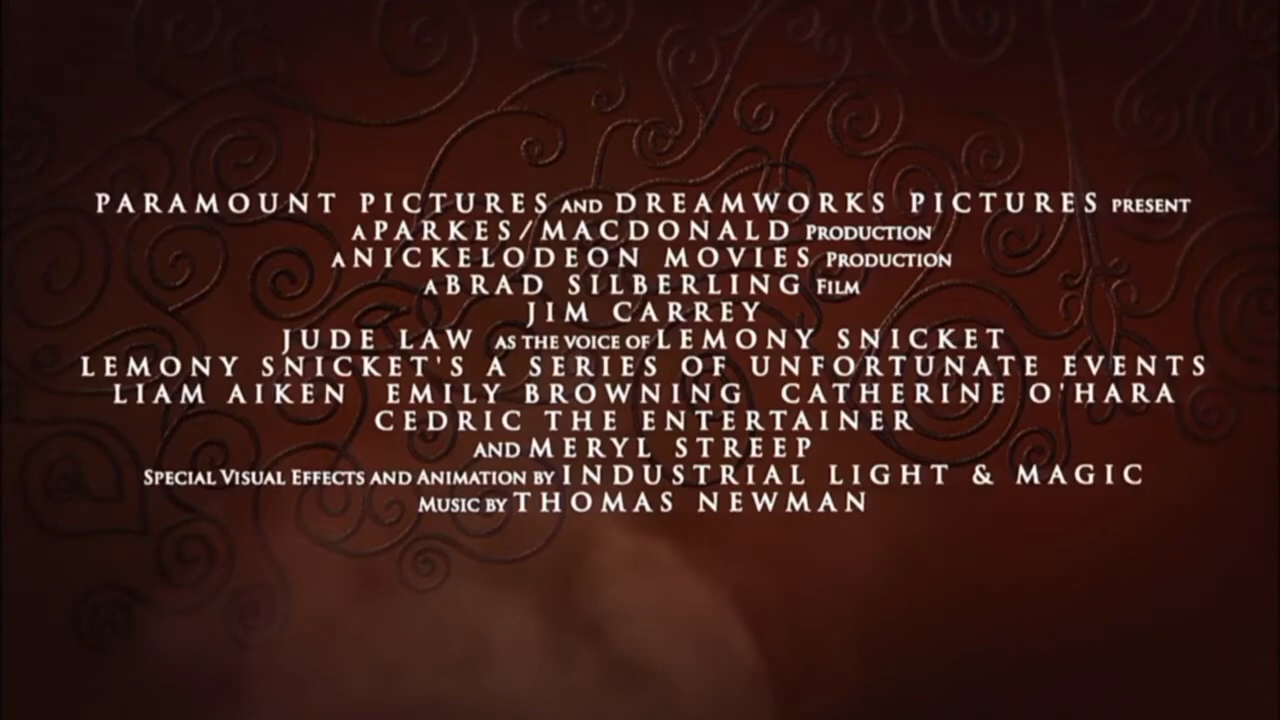 PARAMOUNT PICTURES AND DREAMWORKS PICTURES PRESENT
A PARKES/MACDONALD PRODUCTION
A NICKELODEON MOVIES PRODUCTION
A BRAD SILBERLING FILM
JIM CARREY
JUDE LAW AS THE VOICE OF LEMONY SNICKET
LEMONY SNICKET'S A SERIES OF UNFORTUNATE EVENTS
LIAM AIKEN EMILY BROWNING CATHERINE O'HARA
CEDRIC THE ENTERTAINER
AND MERYL STREEP
SPECIAL VISUAL EFFECTS AND ANIMATION BY INDUSTRIAL LIGHT & MAGIC
MUSIC BY THOMAS NEWMAN